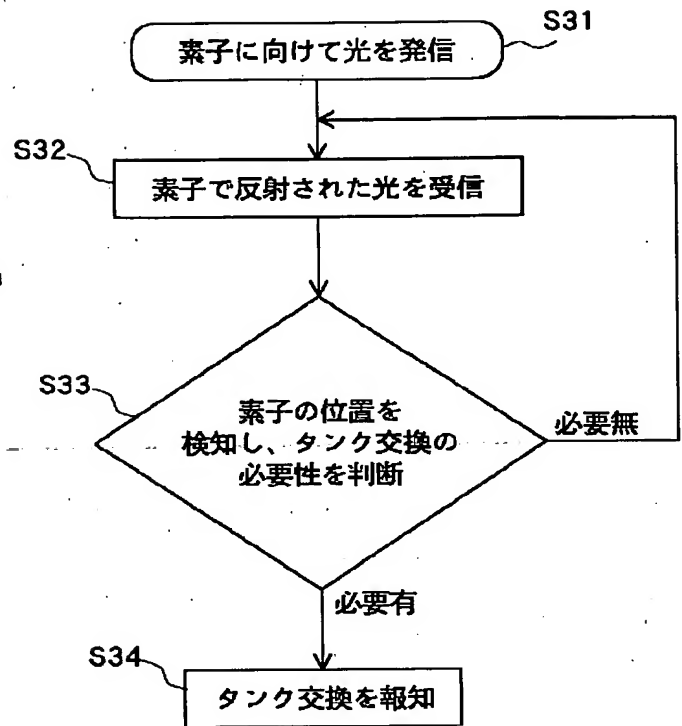 S31
素子に向けて光を発信
S32
素子で反射された光を受信
S33
素子の位置を
検知し、タンク交換の
必要性を判断
必要無
必要有
S34
タンク交換を報知